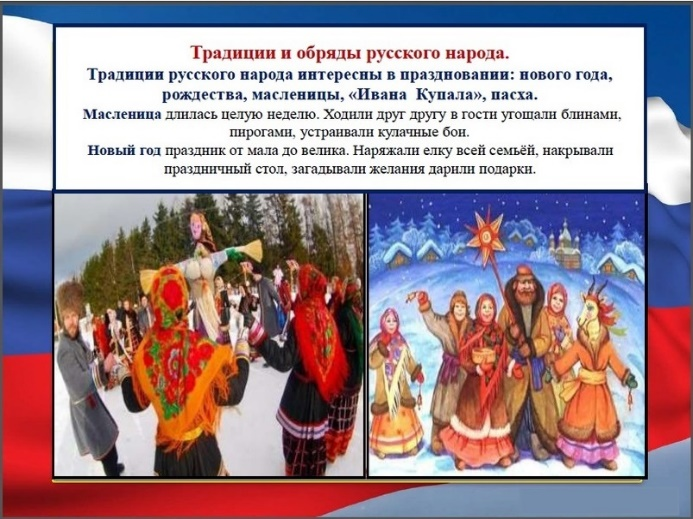 Традиции и обряды русского народа.
Традиции русского народа интересны в праздновании: нового года,
рождества, масленицы, «Ивана Купала», пасха.
Масленица длилась целую неделю. Ходили друг другу в гости угощали блинами,
пирогами, устраивали кулачные бои.
Новый год праздник от мала до велика. Наряжали елку всей семьёй, накрывали
праздничный стол, загадывали желания дарили подарки.